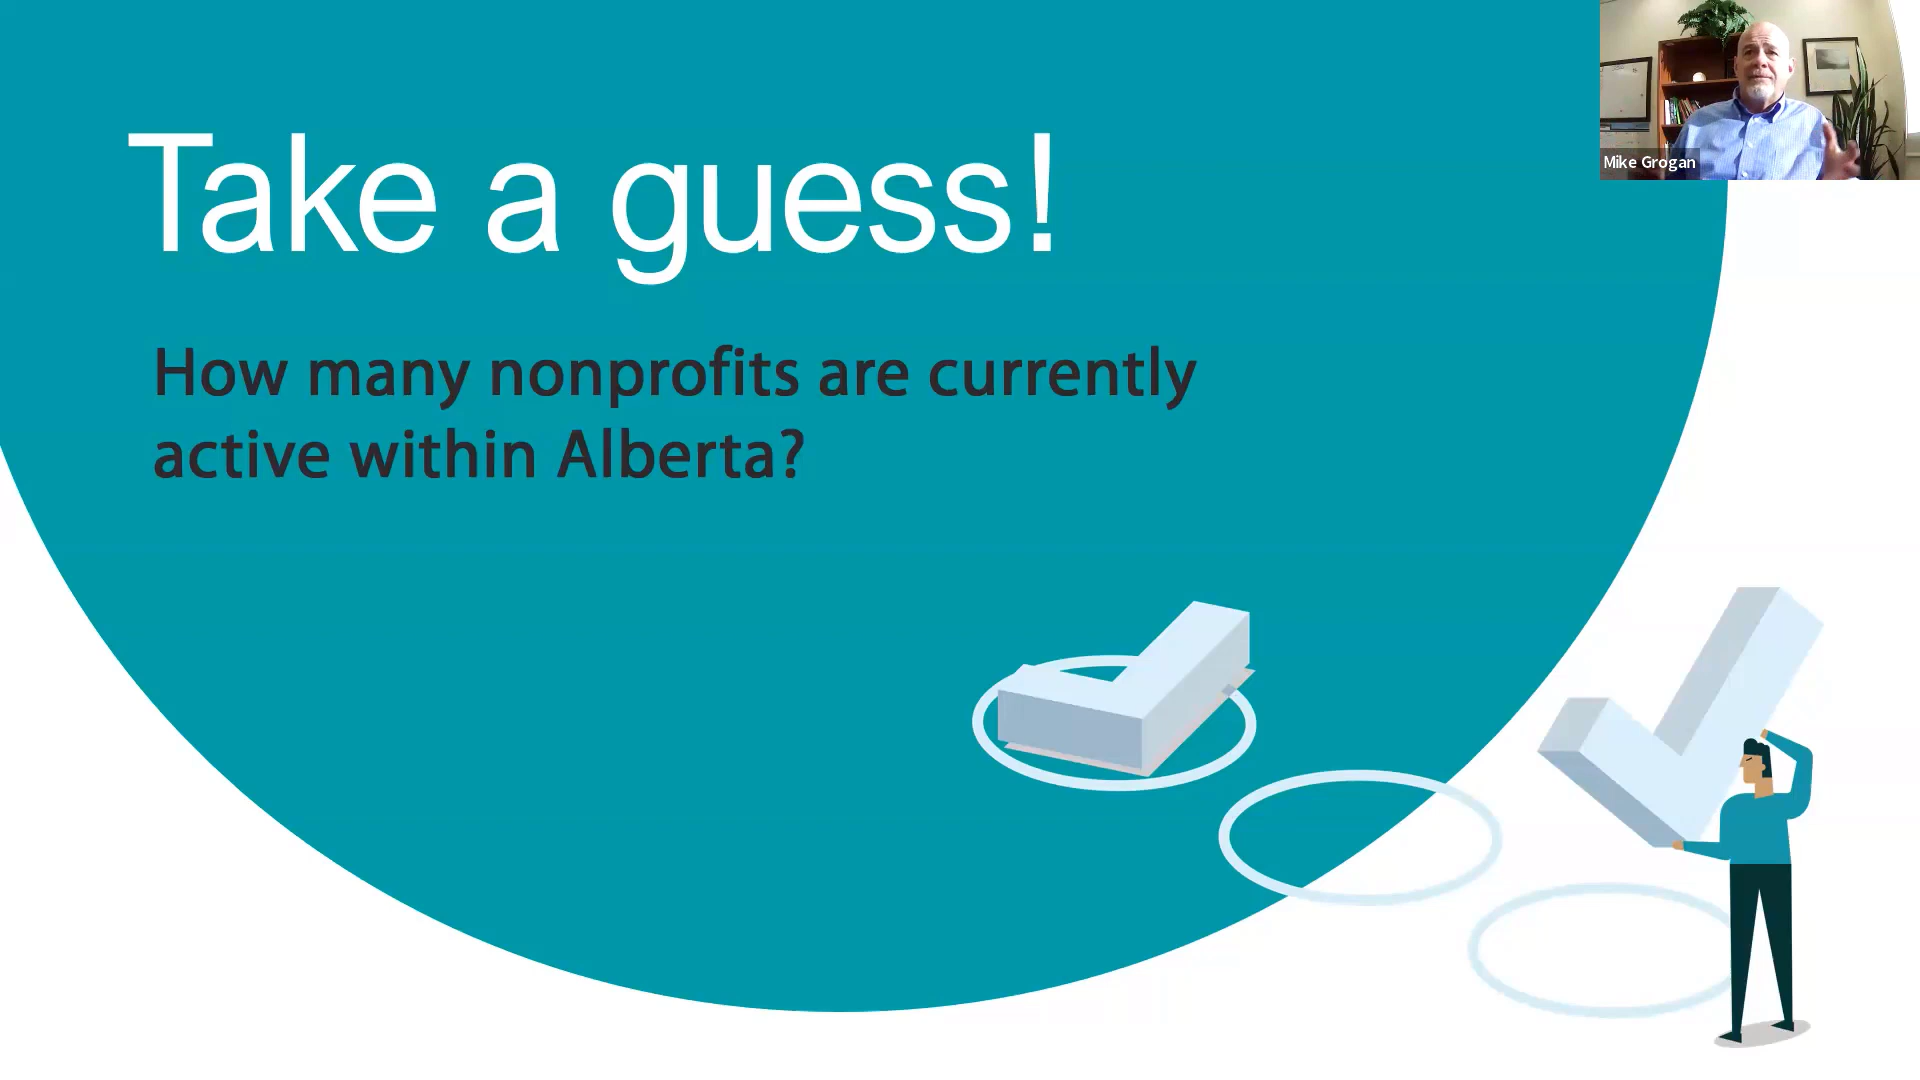 Take a guess!
How many nonprofits are currently
active within Alberta?
Mike Grogan